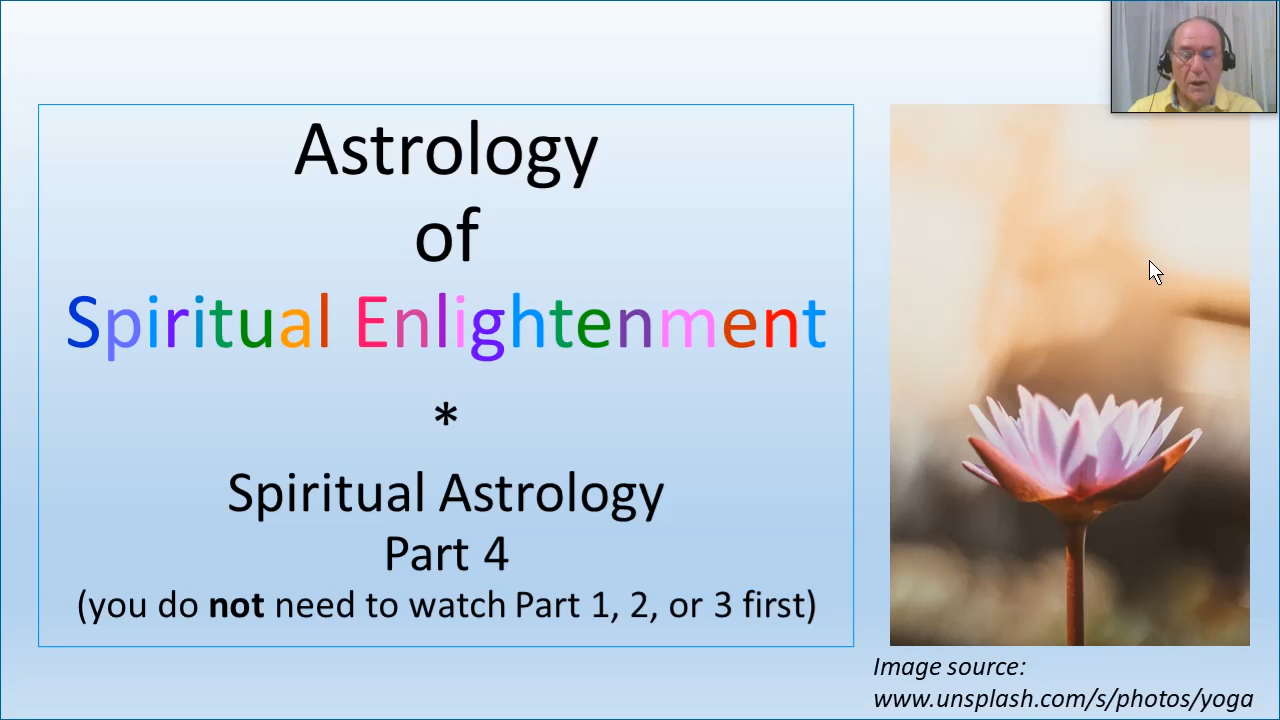 Astrology
of
Spiritual Enlightenment
*
Spiritual Astrology
Part 4
(you do not need to watch Part 1, 2, or 3 first)
Image source:
www.unsplash.com/s/photos/yoga